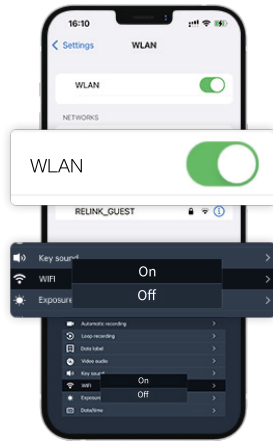 16:10
Settings WLAN
WLAN
NETWORKS
WLAN
RELINK_GUEST
Key sound
WIFI
On
Off
Exposure
Automatic recording
Loop recording
Data label
Video audio
Key sound
WIFI
On
Off
Exposure
Date/time